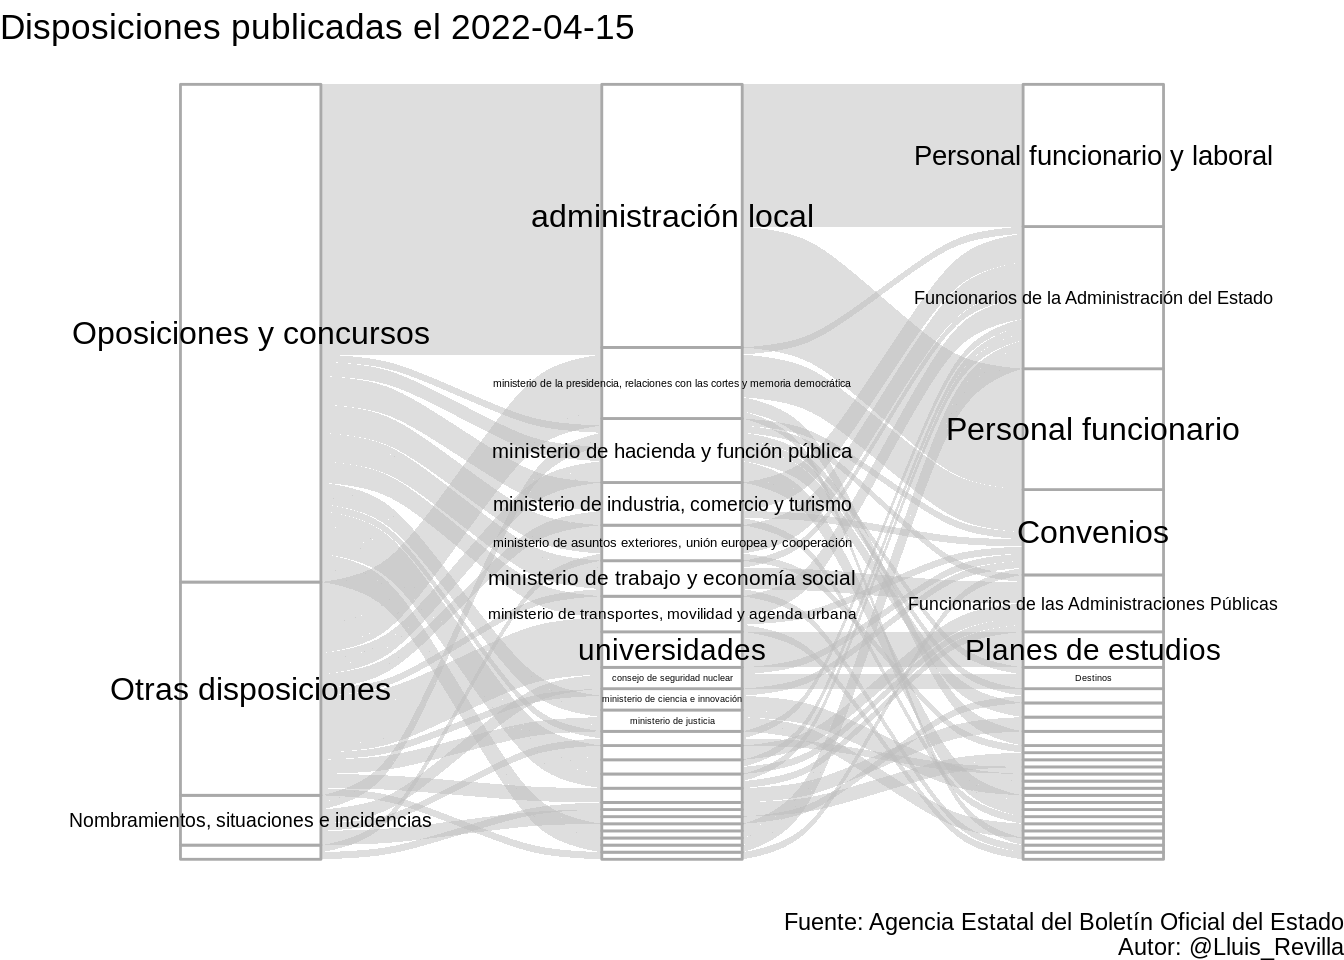 Disposiciones publicadas el 2022-04-15
Oposiciones y concursos
Otras disposiciones
Nombramientos, situaciones e incidencias
administración local
ministerio de la presidencia, relaciones con las cortes y memoria democrática
ministerio de hacienda y función pública
ministerio de industria, comercio y turismo
ministerio de asuntos exteriores, unión europea y cooperación
ministerio de trabajo y economía social
ministerio de transportes, movilidad y agenda urbana
universidades
consejo de seguridad nuclear
ministerio de ciencia e innovación
ministerio de justicia
Personal funcionario y laboral
Funcionarios de la Administración del Estado
Personal funcionario
Convenios
Funcionarios de las Administraciones Públicas
Planes de estudios
Destinos
Fuente: Agencia Estatal del Boletín Oficial del Estado
Autor: @Lluis_Revilla